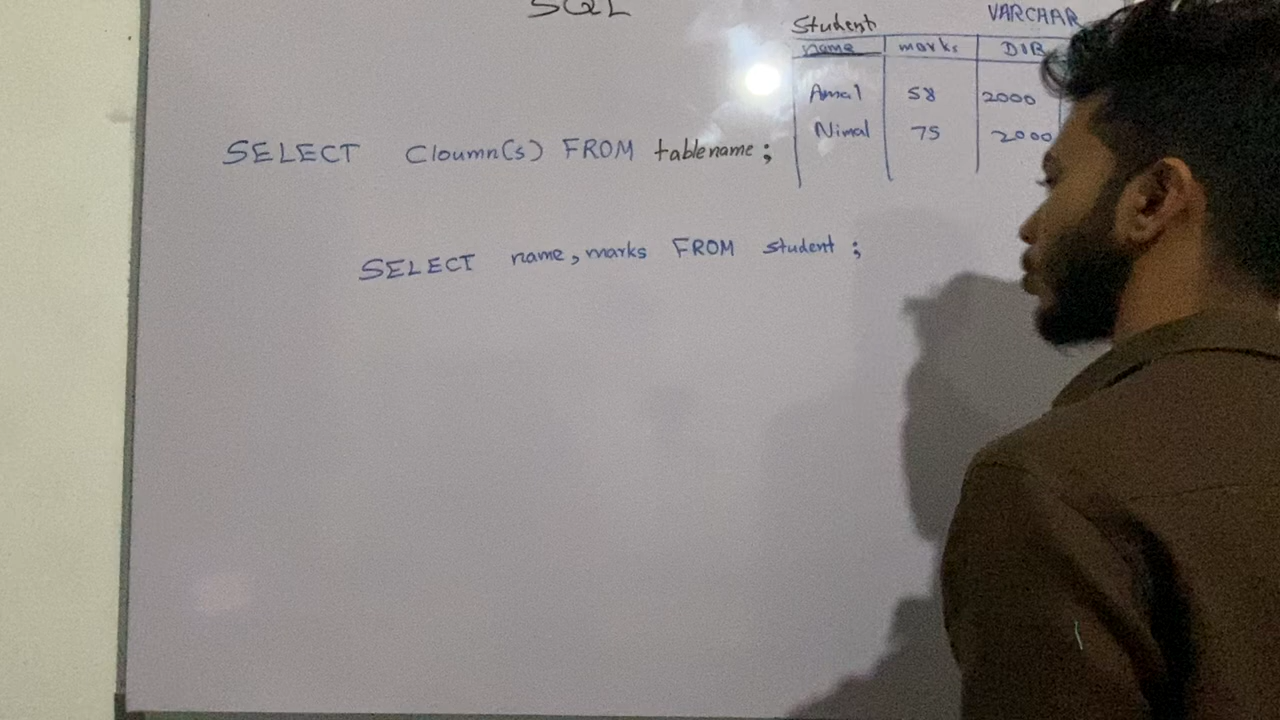 SQL
Student VARCHAR
name marks DOB
Amal 58 2000
Nimal 75 2000
SELECT Cloumn(s) FROM tablename ;
SELECT name, marks FROM student ;